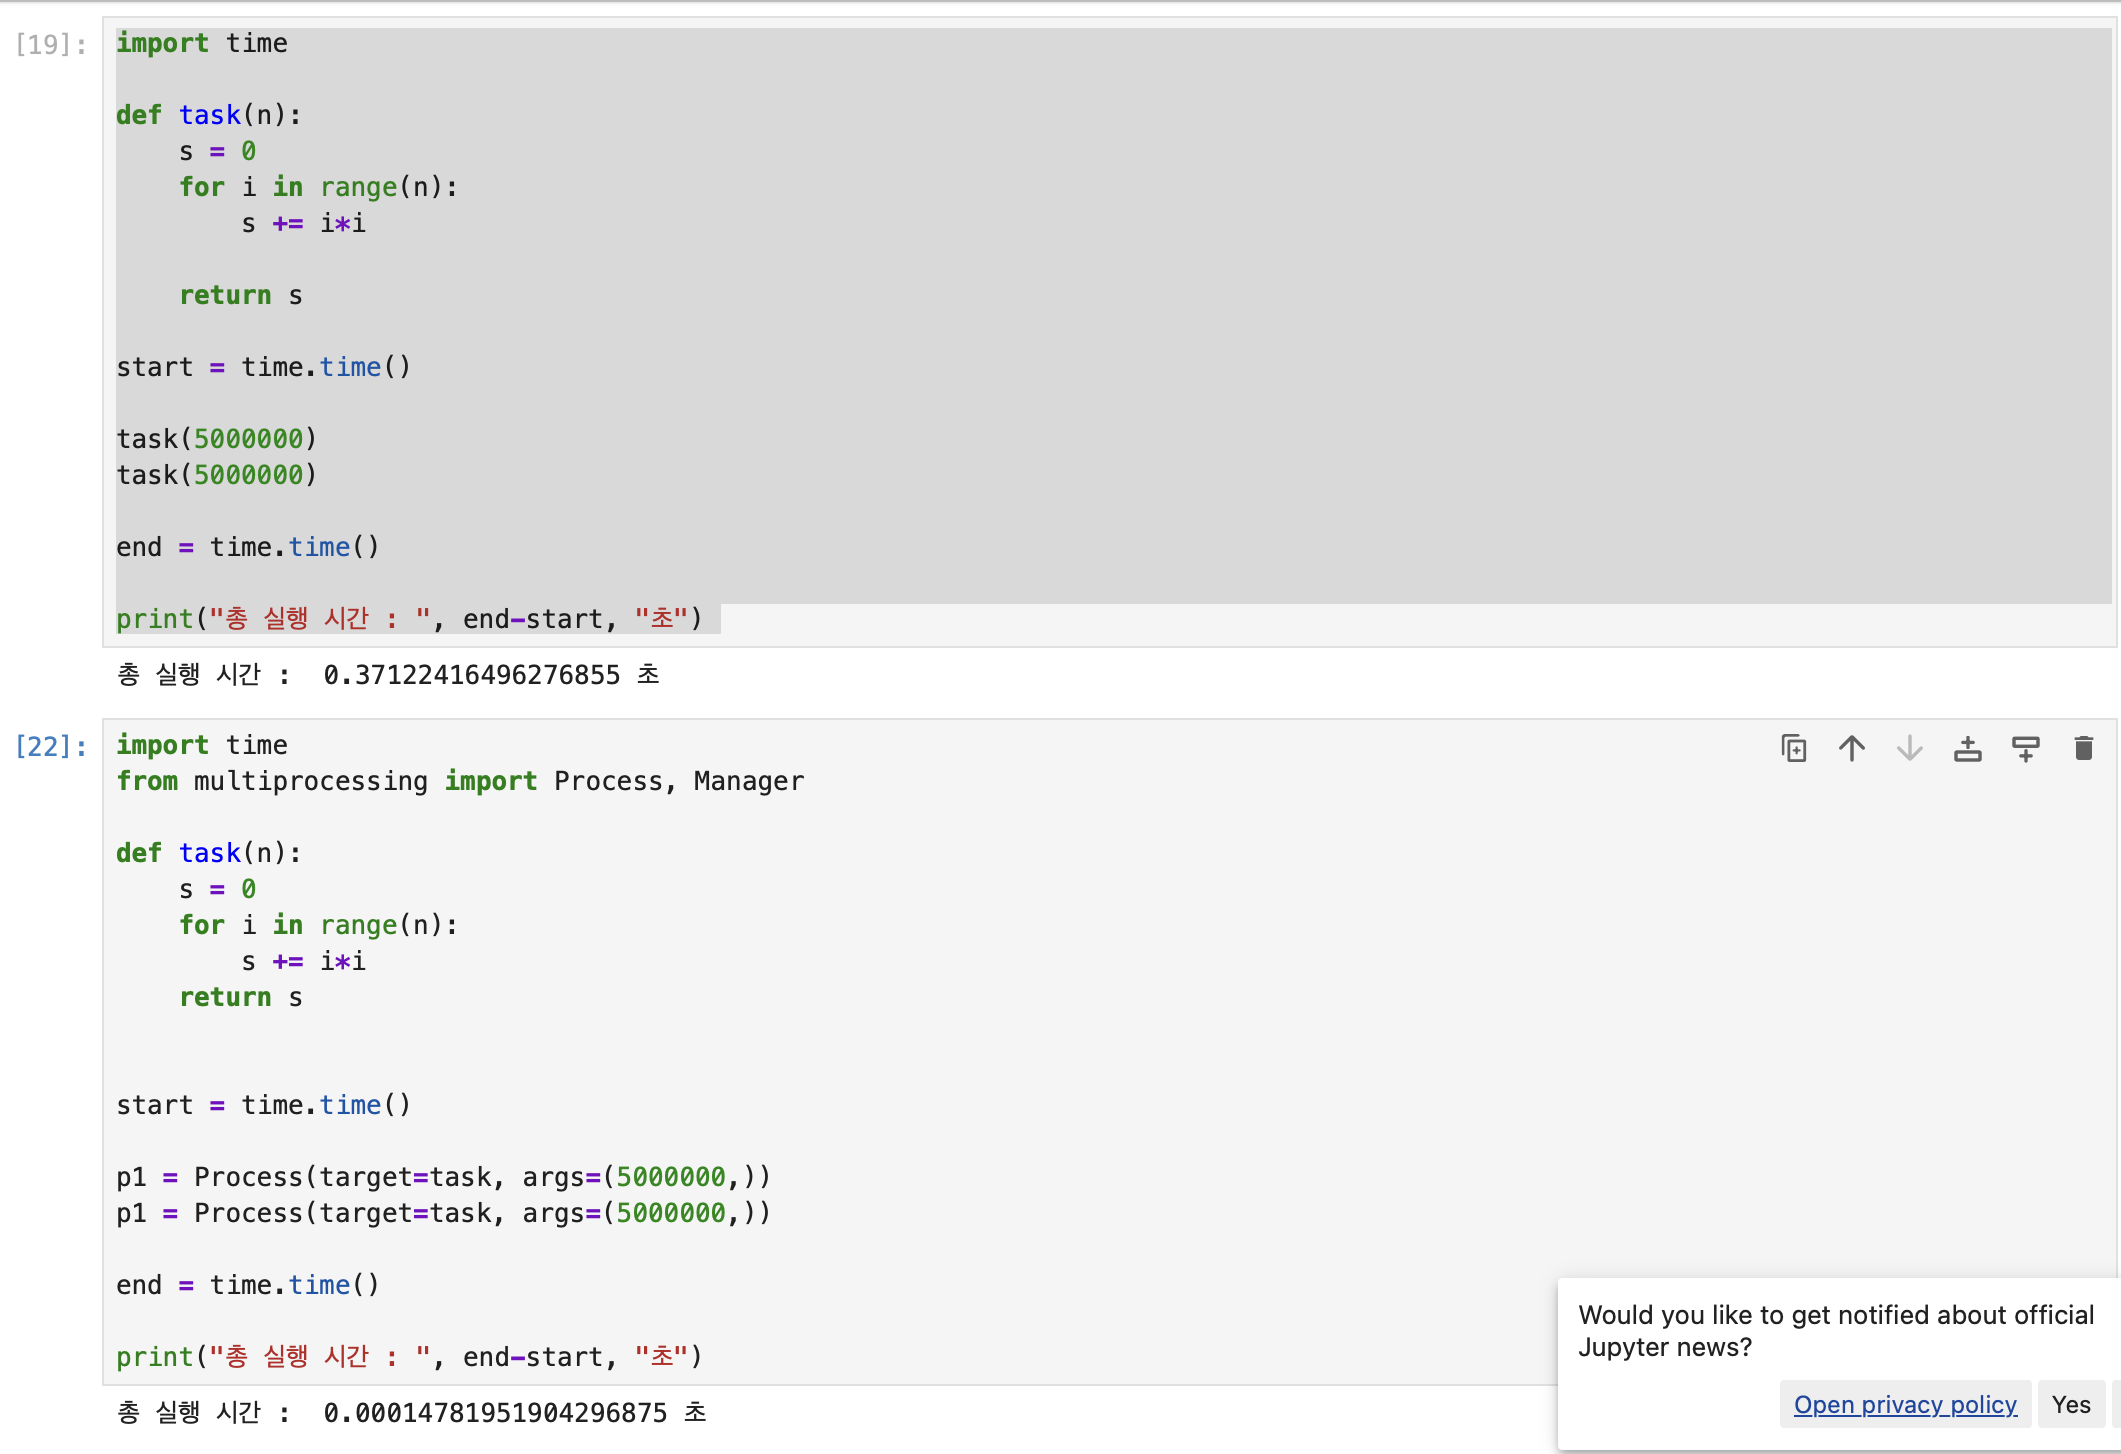 [19]:
import time
def task(n):
    s = 0
    for i in range(n):
        s += i*i
    return s
start = time.time()
task(5000000)
task(5000000)
end = time.time()
print("총 실행 시간 : ", end-start, "초")
총 실행 시간 :  0.37122416496276855 초
[22]:
import time
from multiprocessing import Process, Manager
def task(n):
    s = 0
    for i in range(n):
        s += i*i
    return s
start = time.time()
p1 = Process(target=task, args=(5000000,))
p1 = Process(target=task, args=(5000000,))
end = time.time()
print("총 실행 시간 : ", end-start, "초")
총 실행 시간 :  0.00014781951904296875 초
Would you like to get notified about official
Jupyter news?
Open privacy policy
Yes